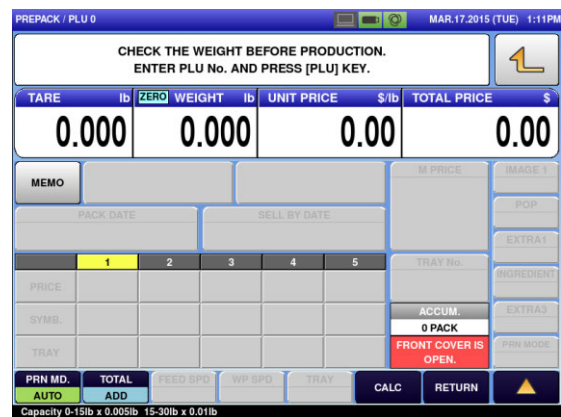 PREPACK / PLU 0
MAR.17.2015 (TUE) 1:11PM
CHECK THE WEIGHT BEFORE PRODUCTION.
ENTER PLU No. AND PRESS [PLU] KEY.
TARE lb ZERO WEIGHT lb UNIT PRICE $/lb TOTAL PRICE $
0.000 0.000 0.00 0.00
MEMO M PRICE IMAGE 1
POP
PACK DATE SELL BY DATE
EXTRA1
1 2 3 4 5 TRAY No.
INGREDIENT
PRICE
SYMB. ACCUM. EXTRA3
0 PACK
TRAY FRONT COVER IS OPEN. PRN MODE
PRN MD. TOTAL FEED SPD WP SPD TRAY CALC RETURN
AUTO ADD
Capacity 0-15lb x 0.005lb 15-30lb x 0.01lb